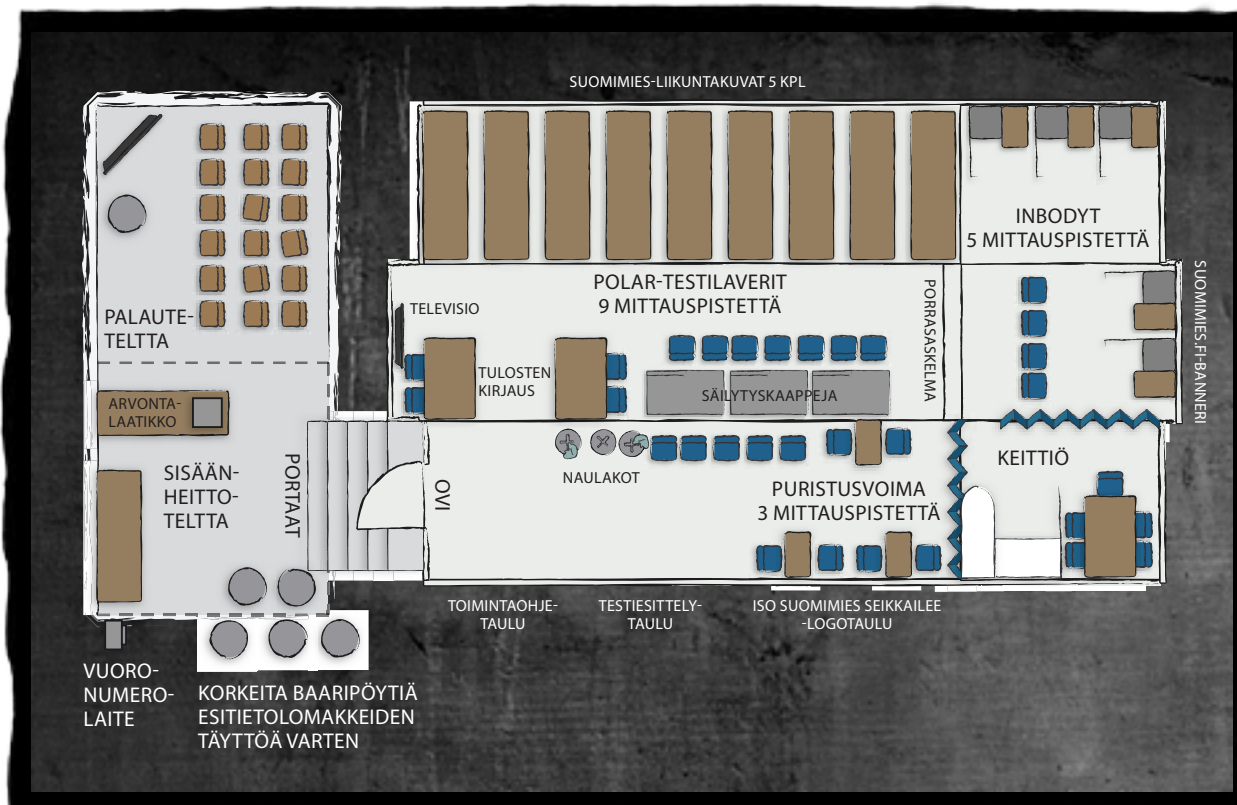 SUOMIMIES-LIIKUNTAKUVAT 5 KPL
INBODYT
5 MITTAUSPISTETTÄ
SUOMIMIES.FI-BANNERI
POLAR-TESTILAVERIT
9 MITTAUSPISTETTÄ
PORRASASKELMA
TELEVISIO
TULOSTEN
KIRJAUS
SÄILYTYSKAAPPEJA
PALAUTE-
TELTTA
ARVONTA-
LAATIKKO
SISÄÄN-
HEITTO-
TELTTA
PORTAAT
OVI
NAULAKOT
PURISTUSVOIMA
3 MITTAUSPISTETTÄ
KEITTIÖ
TOIMINTAOHJE-
TAULU
TESTIESITTELY-
TAULU
ISO SUOMIMIES SEIKKAILEE
-LOGOTAULU
VUORO-
NUMERO-
LAITE
KORKEITA BAARIPÖYTIÄ
ESITIETOLOMAKKEIDEN
TÄYTTÖÄ VARTEN